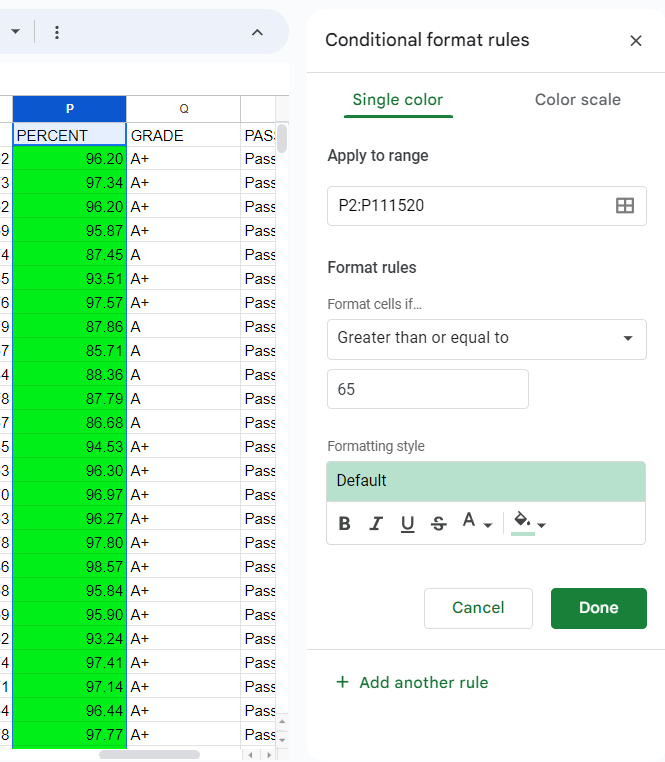 Conditional format rules
Single color Color scale
Apply to range
P2:P111520
Format rules
Format cells if…
Greater than or equal to
65
Formatting style
Default
B I U S A
Cancel Done
+ Add another rule
P Q
PERCENT GRADE PAS
2 96.20 A+ Pass
3 97.34 A+ Pass
2 96.20 A+ Pass
9 95.87 A+ Pass
4 87.45 A Pass
5 93.51 A+ Pass
6 97.57 A+ Pass
9 87.86 A Pass
7 85.71 A Pass
4 88.36 A Pass
8 87.79 A Pass
7 86.68 A Pass
5 94.53 A+ Pass
3 96.30 A+ Pass
0 96.97 A+ Pass
3 96.27 A+ Pass
8 97.80 A+ Pass
6 98.57 A+ Pass
8 95.84 A+ Pass
9 95.90 A+ Pass
2 93.24 A+ Pass
4 97.41 A+ Pass
1 97.14 A+ Pass
4 96.44 A+ Pass
8 97.77 A+ Pass